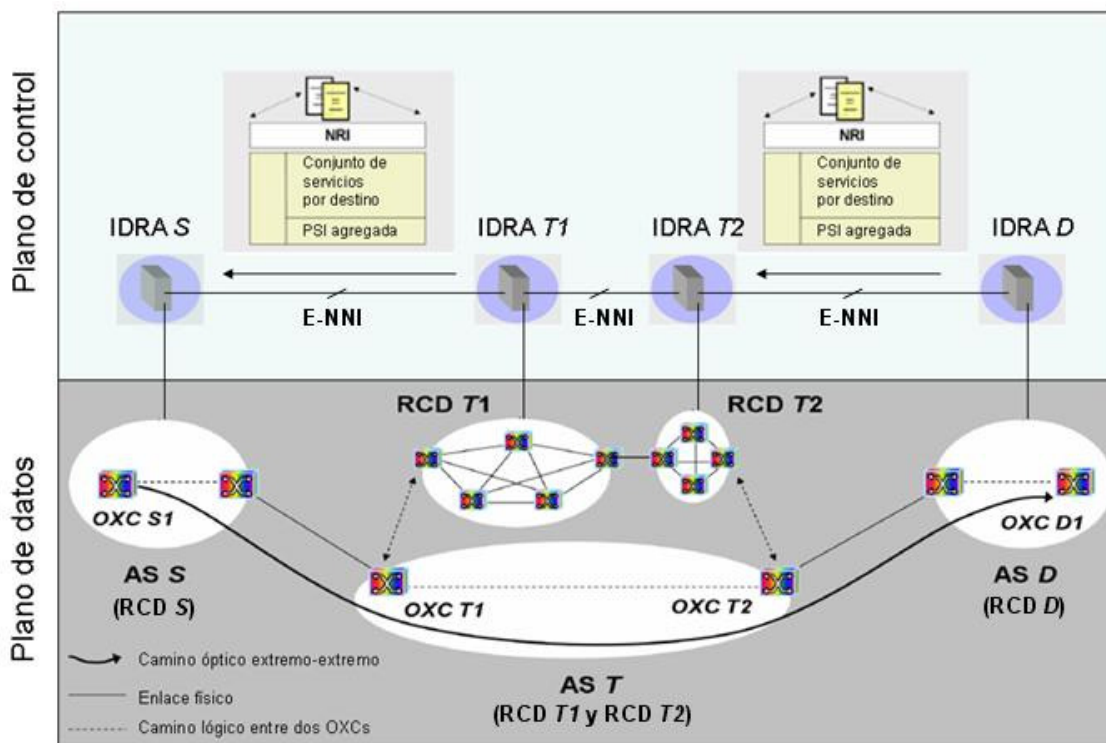 Plano de control
NRI
Conjunto de
servicios
por destino
PSI agregada
NRI
Conjunto de
servicios
por destino
PSI agregada
IDRA S
IDRA T1
IDRA T2
IDRA D
E-NNI
E-NNI
E-NNI
Plano de datos
RCD T1
RCD T2
OXC S1
OXC D1
AS S
(RCD S)
OXC T1
OXC T2
AS D
(RCD D)
AS T
(RCD T1 y RCD T2)
Camino óptico extremo-extremo
Enlace físico
Camino lógico entre dos OXCs